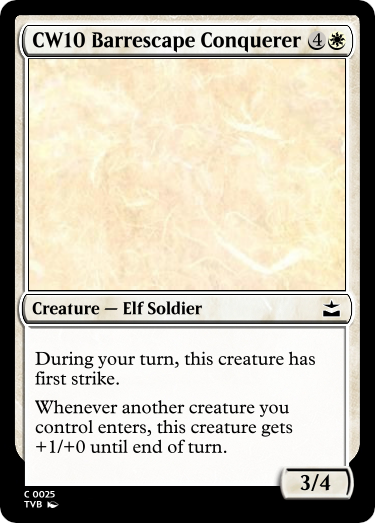 CW10 Barrescape Conquerer 4
Creature — Elf Soldier
During your turn, this creature has
first strike.
Whenever another creature you
control enters, this creature gets
+1/+0 until end of turn.
3/4
C 0025
TVB